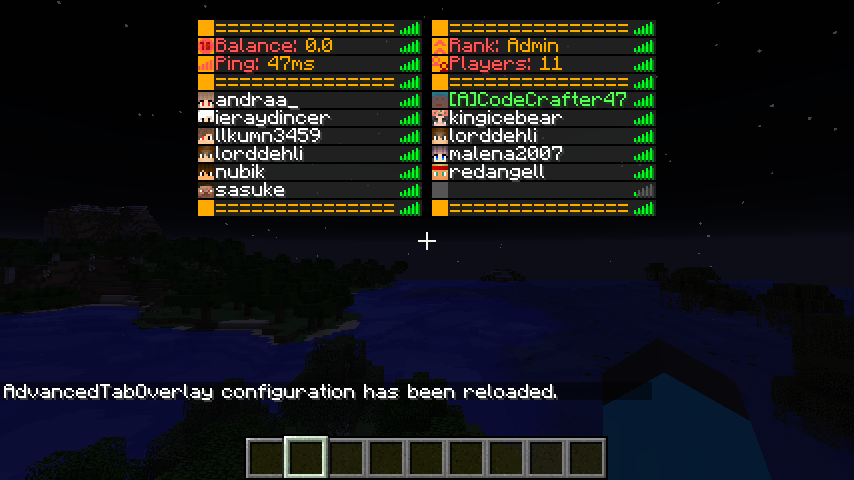 ==================== ====================
Balance: 0.0 Rank: Admin
Ping: 47ms Players: 11
==================== ====================
andraa_ [A]CodeCrafter47
ieraydincer kingicebear
llkumn3459 lorddehli
lorddehli malena2007
nubik redangell
sasuke
==================== ====================
AdvancedTabOverlay configuration has been reloaded.